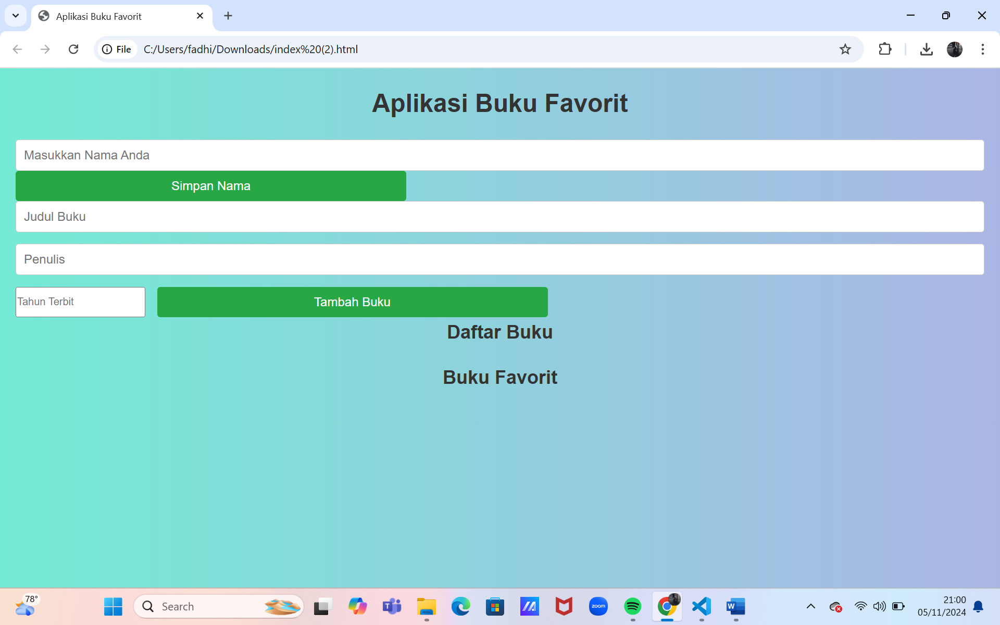 Aplikasi Buku Favorit
File C:/Users/fadhi/Downloads/index%20(2).html
Aplikasi Buku Favorit
Masukkan Nama Anda
Simpan Nama
Judul Buku
Penulis
Tahun Terbit Tambah Buku
Daftar Buku
Buku Favorit
78° Search zoom 21:00
05/11/2024